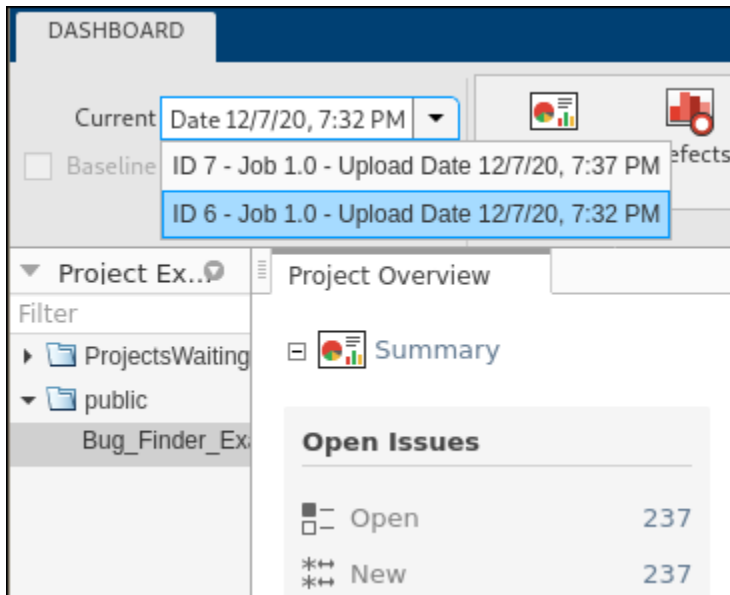 DASHBOARD
Current Date 12/7/20, 7:32 PM
Baseline ID 7 - Job 1.0 - Upload Date 12/7/20, 7:37 PM efects
ID 6 - Job 1.0 - Upload Date 12/7/20, 7:32 PM
Project Ex... Project Overview
Filter
ProjectsWaiting Summary
public
Bug_Finder_Exa Open Issues
Open 237
New 237